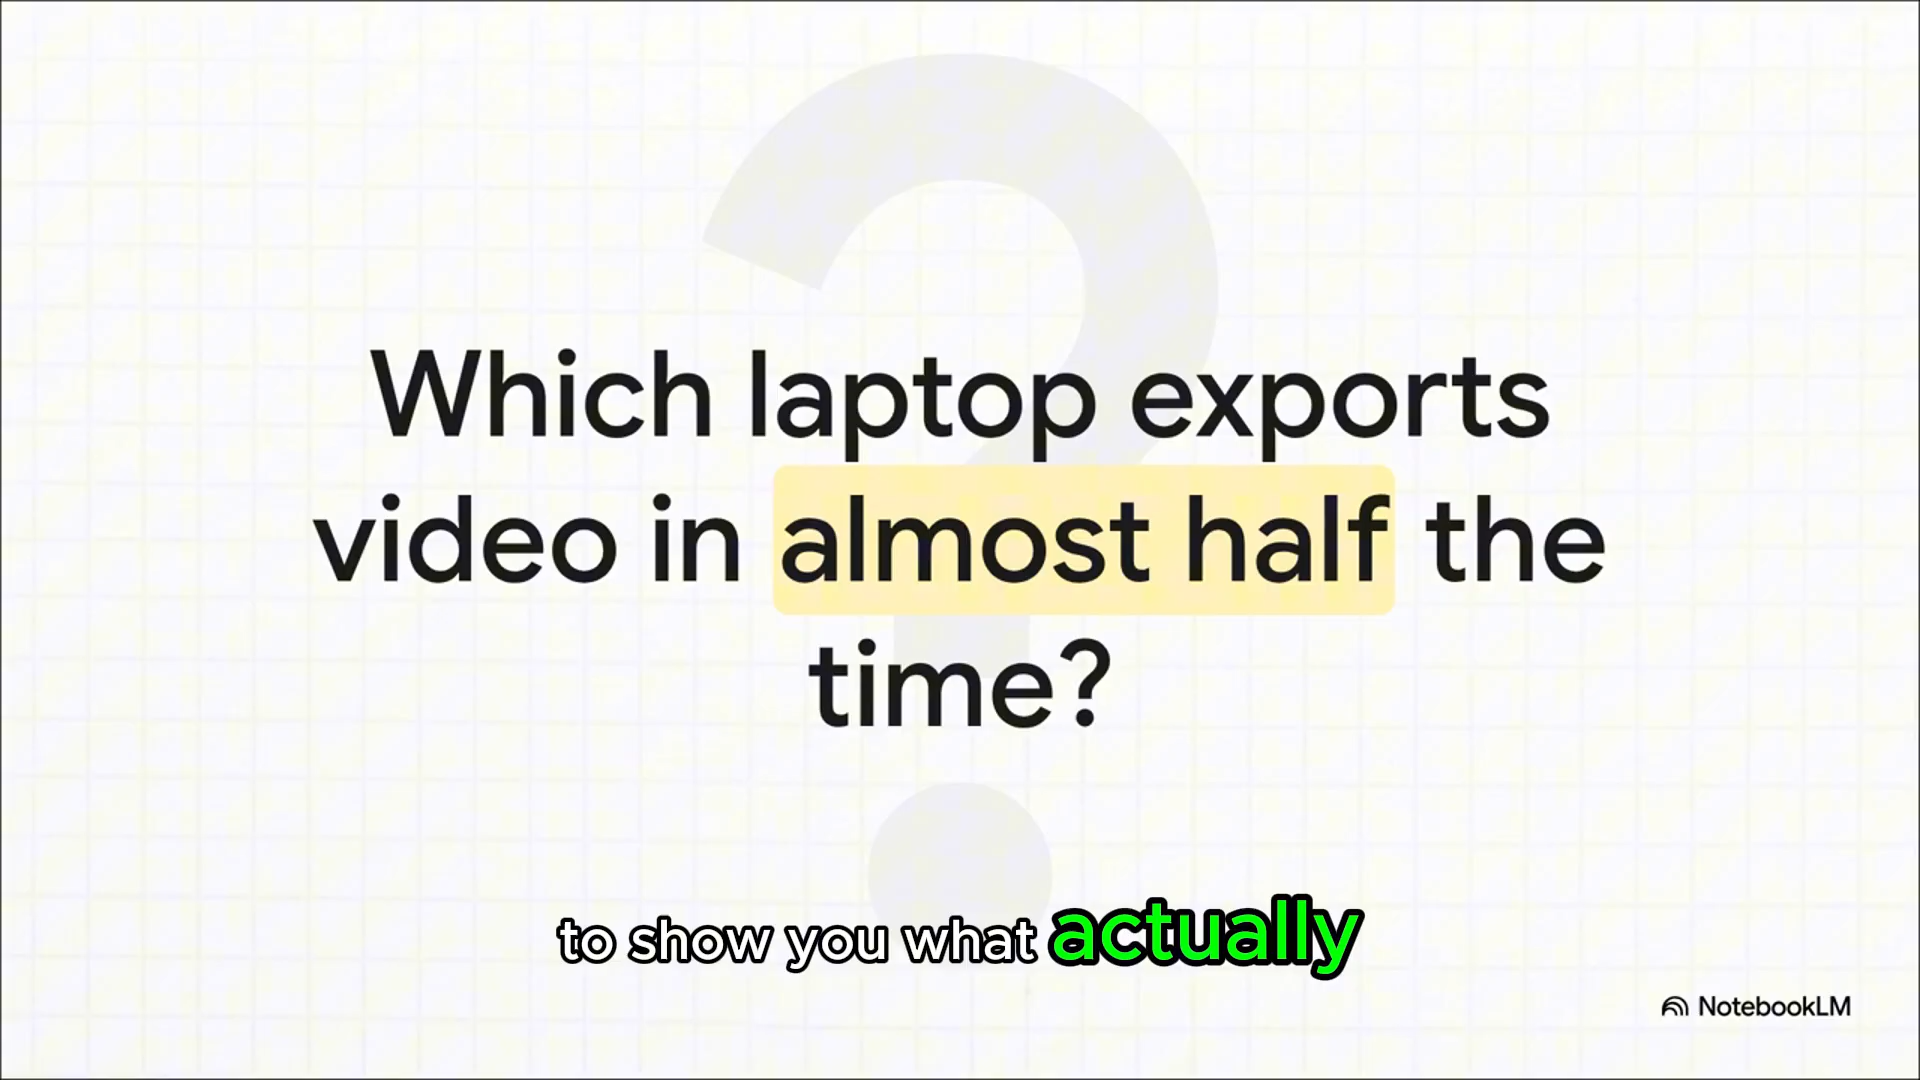 Which laptop exports
video in almost half the
time?
to show you what actually
NotebookLM